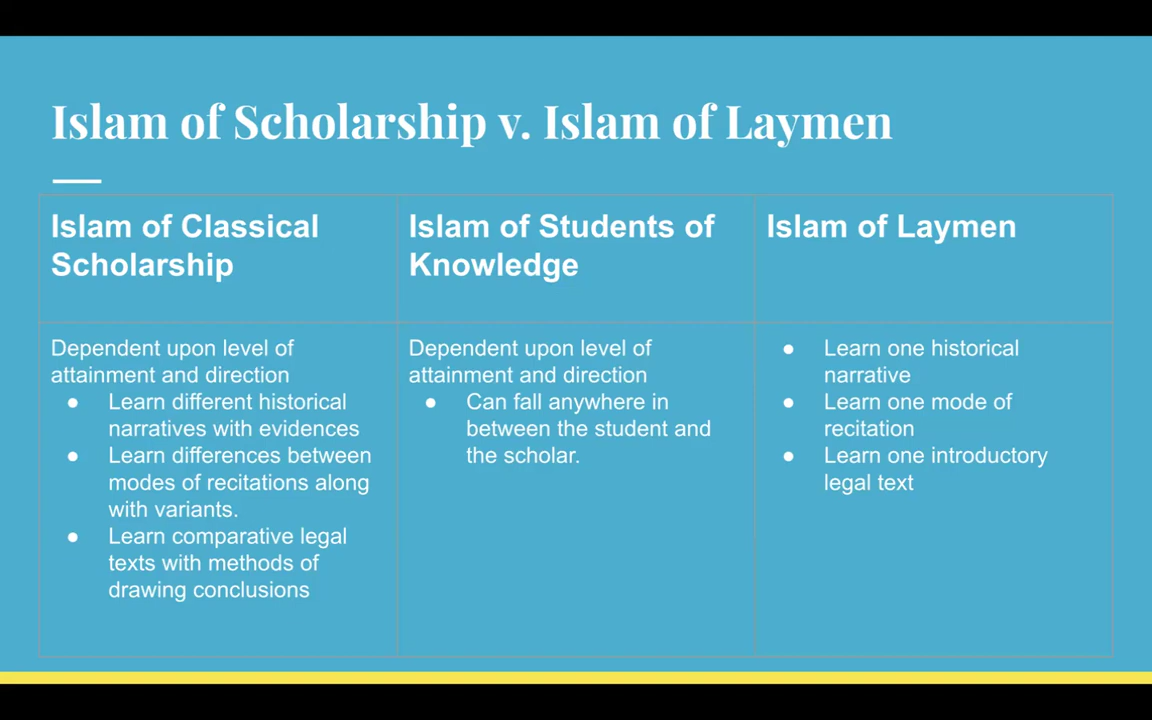 Islam of Scholarship v. Islam of Laymen
Islam of Classical
Scholarship
Islam of Students of
Knowledge
Islam of Laymen
Dependent upon level of
attainment and direction
● Learn different historical
narratives with evidences
● Learn differences between
modes of recitations along
with variants.
● Learn comparative legal
texts with methods of
drawing conclusions
Dependent upon level of
attainment and direction
● Can fall anywhere in
between the student and
the scholar.
● Learn one historical
narrative
● Learn one mode of
recitation
● Learn one introductory
legal text